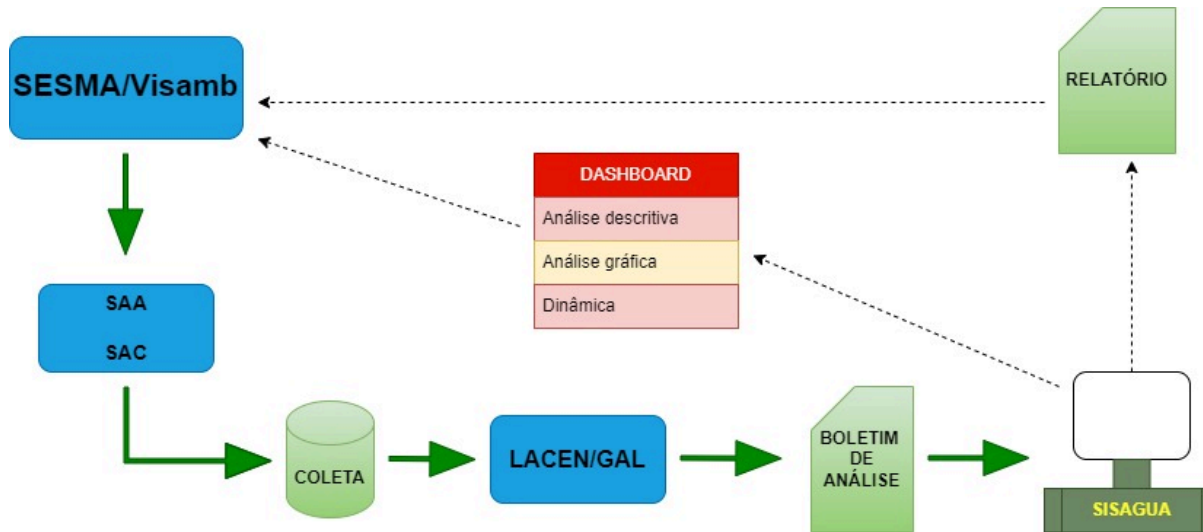 SESMA/Visamb
RELATÓRIO
DASHBOARD
Análise descritiva
Análise gráfica
Dinâmica
SAA
SAC
COLETA
LACEN/GAL
BOLETIM
DE
ANÁLISE
SISAGUA